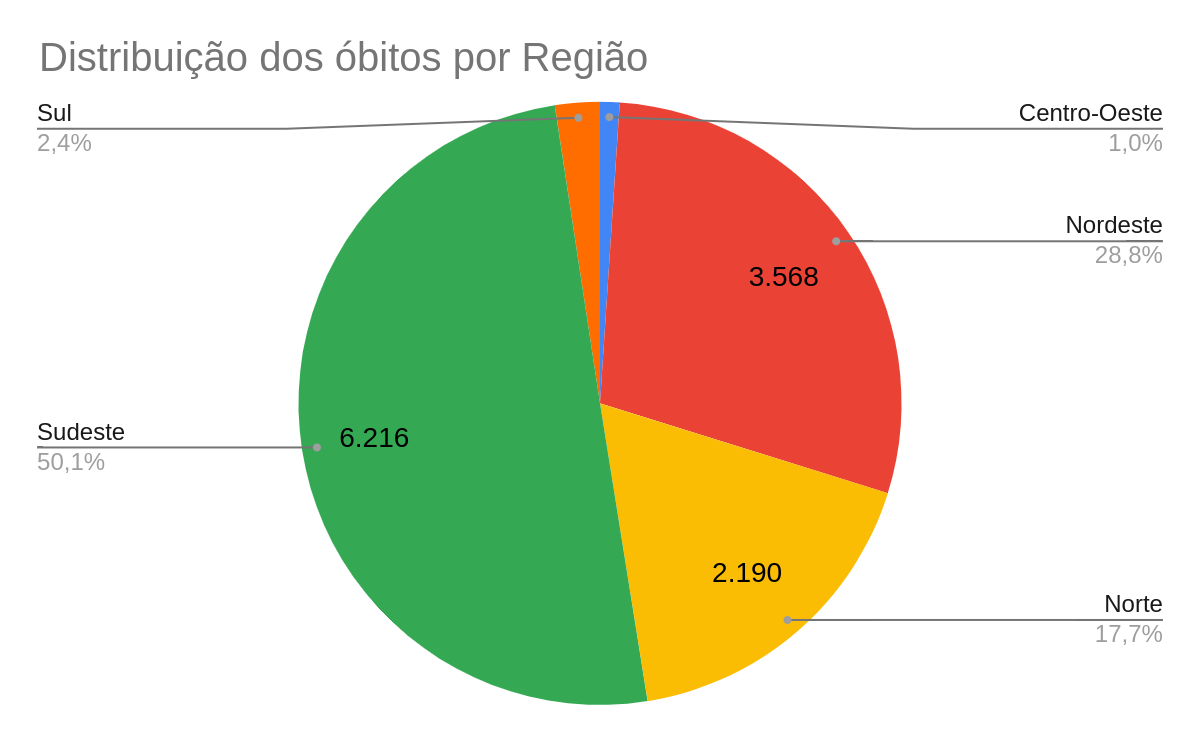 Distribuição dos óbitos por Região
Sul
2,4%
Centro-Oeste
1,0%
Nordeste
28,8%
3.568
Sudeste
50,1%
6.216
2.190
Norte
17,7%